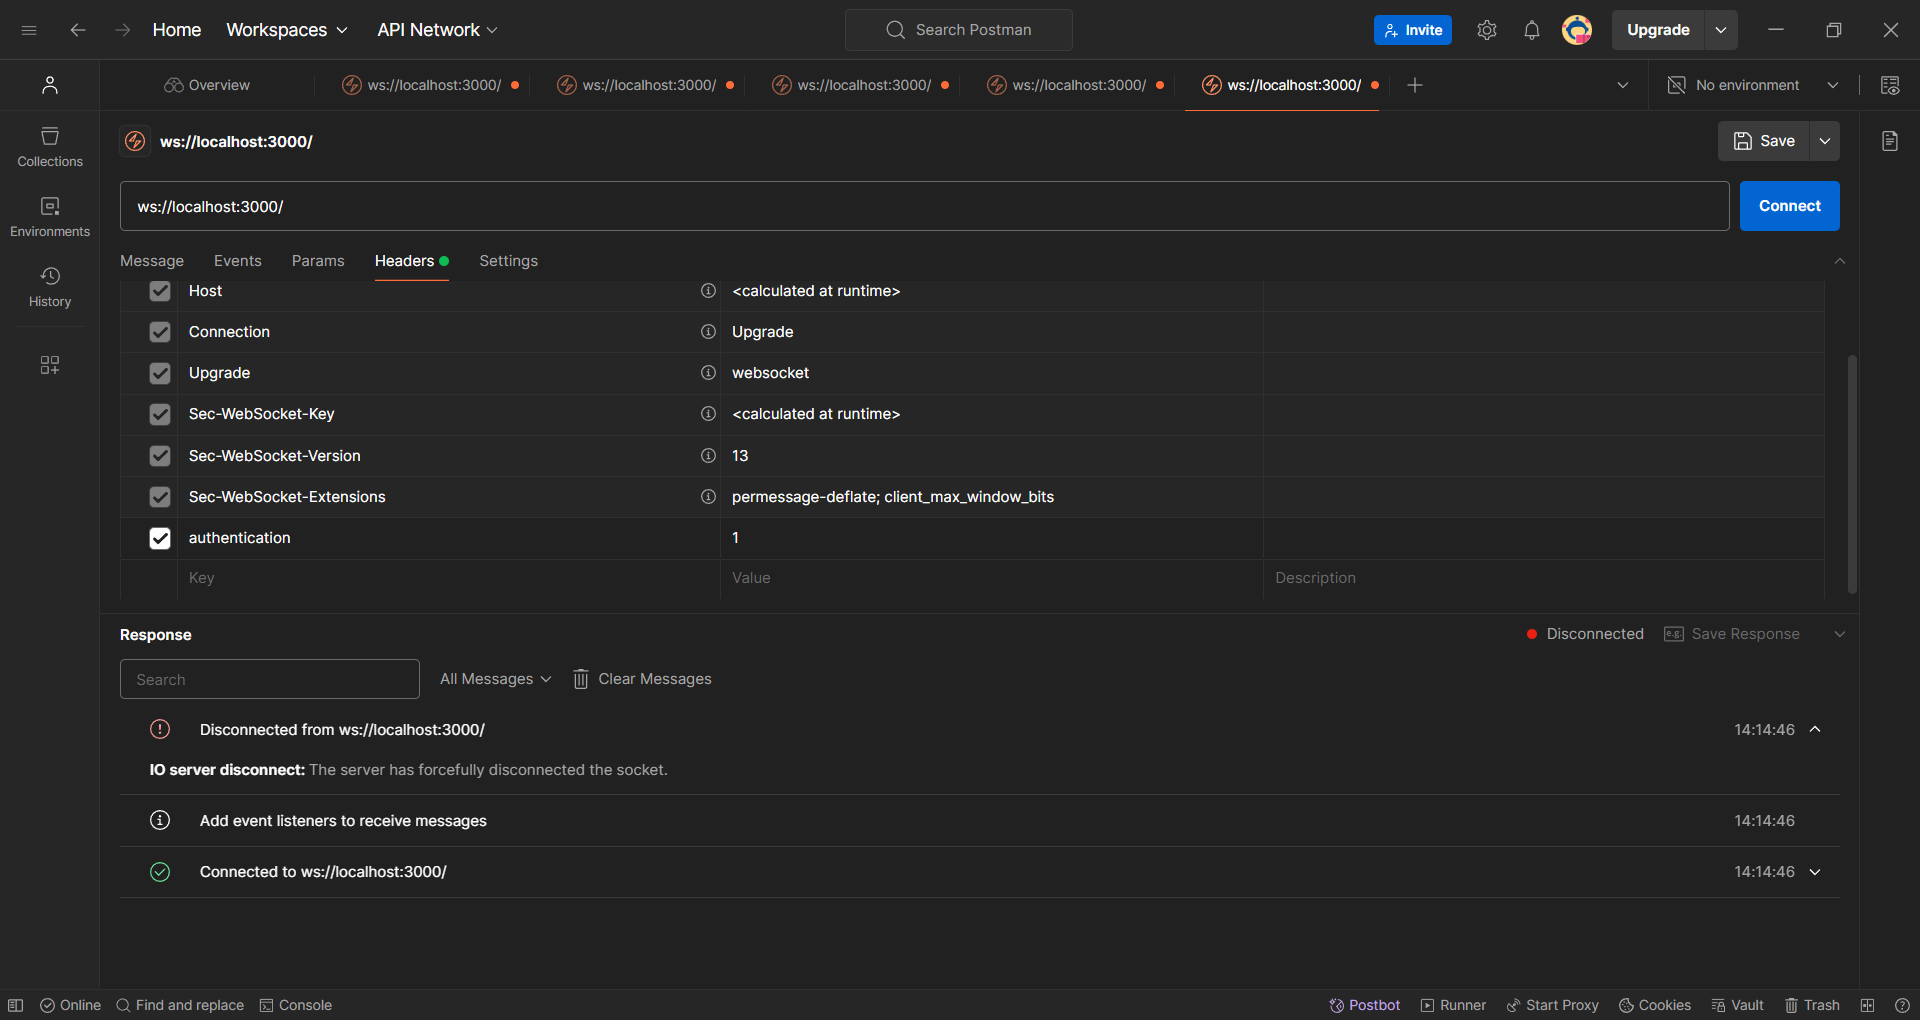 Home Workspaces API Network Search Postman Invite Upgrade
Overview ws://localhost:3000/ ws://localhost:3000/ ws://localhost:3000/ ws://localhost:3000/ ws://localhost:3000/ No environment
Collections
Environments
History
ws://localhost:3000/ Save
ws://localhost:3000/ Connect
Message Events Params Headers Settings
Host <calculated at runtime>
Connection Upgrade
Upgrade websocket
Sec-WebSocket-Key <calculated at runtime>
Sec-WebSocket-Version 13
Sec-WebSocket-Extensions permessage-deflate; client_max_window_bits
authentication 1
Key Value Description
Response Disconnected e.g. Save Response
Search All Messages Clear Messages
Disconnected from ws://localhost:3000/ 14:14:46
IO server disconnect: The server has forcefully disconnected the socket.
Add event listeners to receive messages 14:14:46
Connected to ws://localhost:3000/ 14:14:46
Online Find and replace Console Postbot Runner Start Proxy Cookies Vault Trash